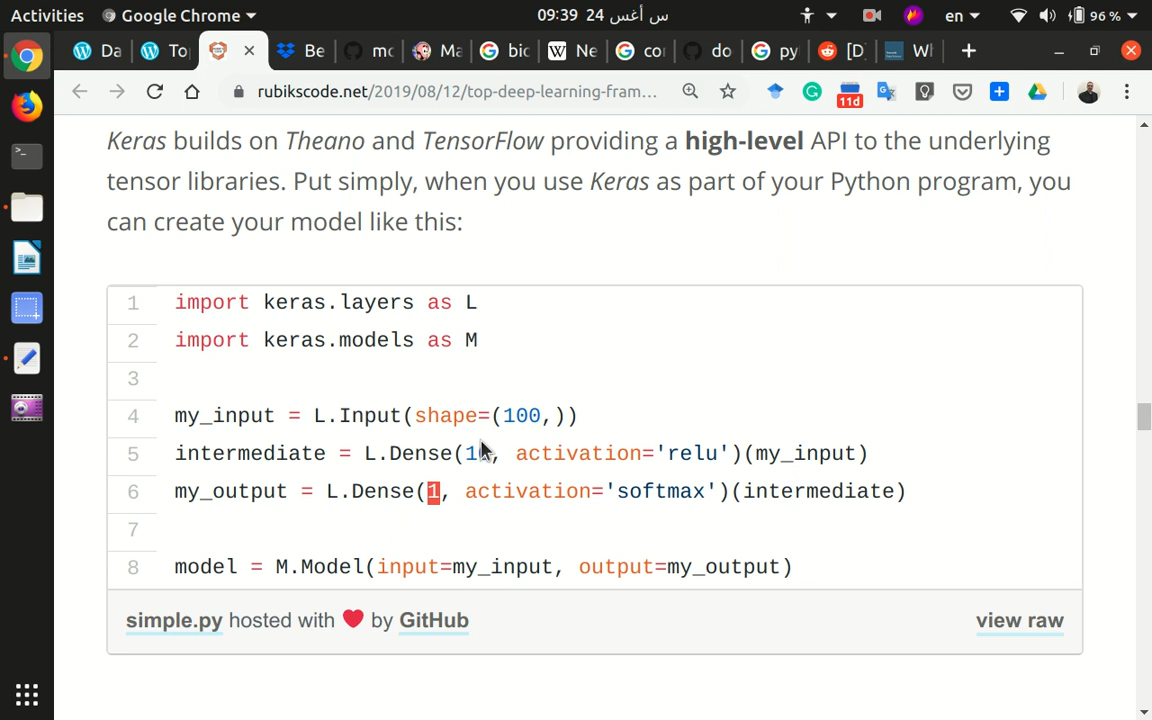 Activities Google Chrome 09:39 24 س أغس en 96 %
Da To Be mo Ma bic Ne cor do py [D Wh
rubikscode.net/2019/08/12/top-deep-learning-fram... 11d
Keras builds on Theano and TensorFlow providing a high-level API to the underlying
tensor libraries. Put simply, when you use Keras as part of your Python program, you
can create your model like this:
1 import keras.layers as L
2 import keras.models as M
3
4 my_input = L.Input(shape=(100,))
5 intermediate = L.Dense(10, activation='relu')(my_input)
6 my_output = L.Dense(1, activation='softmax')(intermediate)
7
8 model = M.Model(input=my_input, output=my_output)
simple.py hosted with ❤ by GitHub view raw